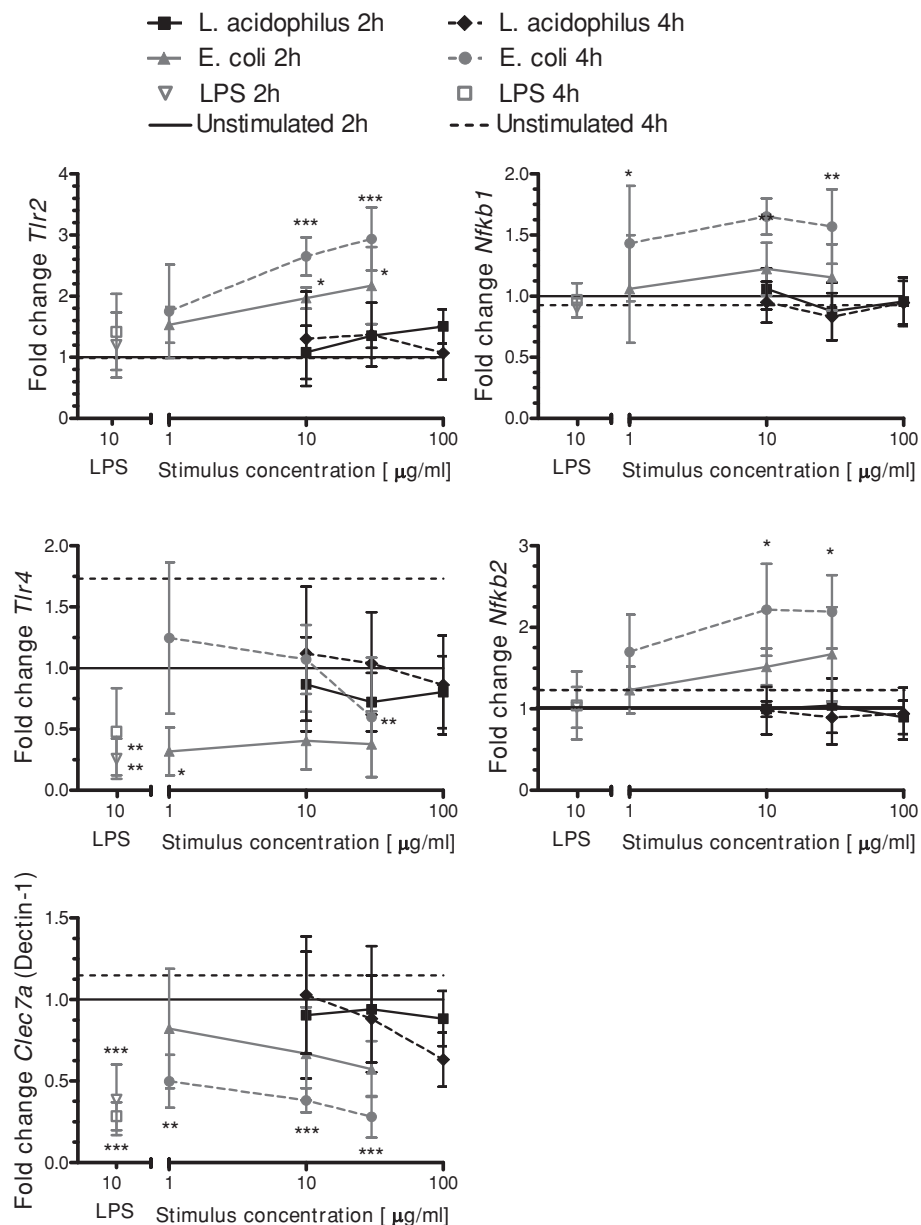 L. acidophilus 2h
L. acidophilus 4h
E. coli 2h
E. coli 4h
LPS 2h
LPS 4h
Unstimulated 2h
Unstimulated 4h
Fold change Tlr2
4
3
2
1
0
***
***
*
*
10
1
10
100
LPS
Stimulus concentration [ μg/ml]
Fold change Nfkb1
2.0
1.5
1.0
0.5
0.0
*
**
**
10
1
10
100
LPS
Stimulus concentration [ μg/ml]
Fold change Tlr4
2.0
1.5
1.0
0.5
0.0
**
**
*
**
10
1
10
100
LPS
Stimulus concentration [ μg/ml]
Fold change Nfkb2
3
2
1
0
*
*
10
1
10
100
LPS
Stimulus concentration [ μg/ml]
Fold change Clec7a (Dectin-1)
1.5
1.0
0.5
0.0
***
***
**
***
***
10
1
10
100
LPS
Stimulus concentration [ μg/ml]